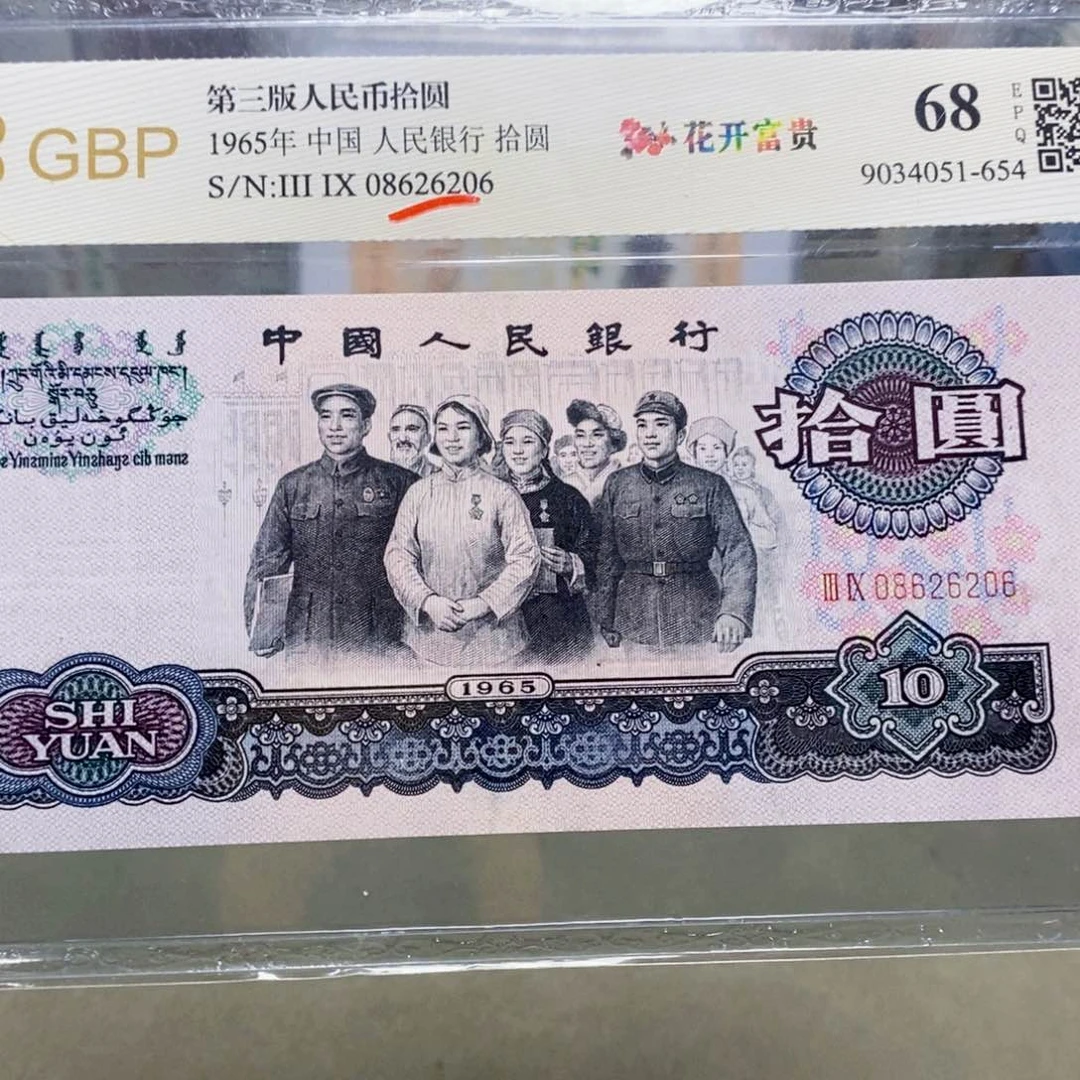 GBP
第三版人民币拾圆
1965年 中国 人民银行 拾圆
S/N:III IX 08626206
花开富贵
68
EPQ
9034051-654
中國人民銀行
拾圓
III IX 08626206
1965
SHI
YUAN
10